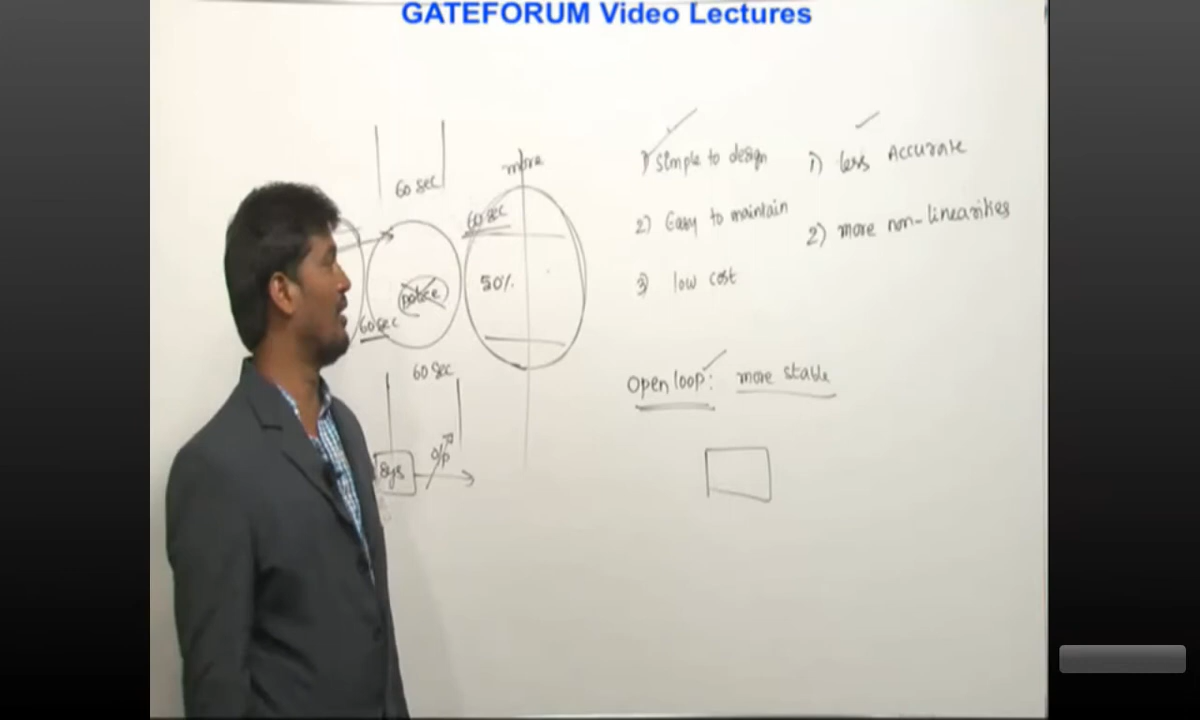 GATEFORUM Video Lectures
60 sec
more
60 sec
50%
police
60 sec
60 sec
sys
o/p
1) simple to design
2) Easy to maintain
3) low cost
1) less Accurate
2) more non-linearities
Open loop: more stable